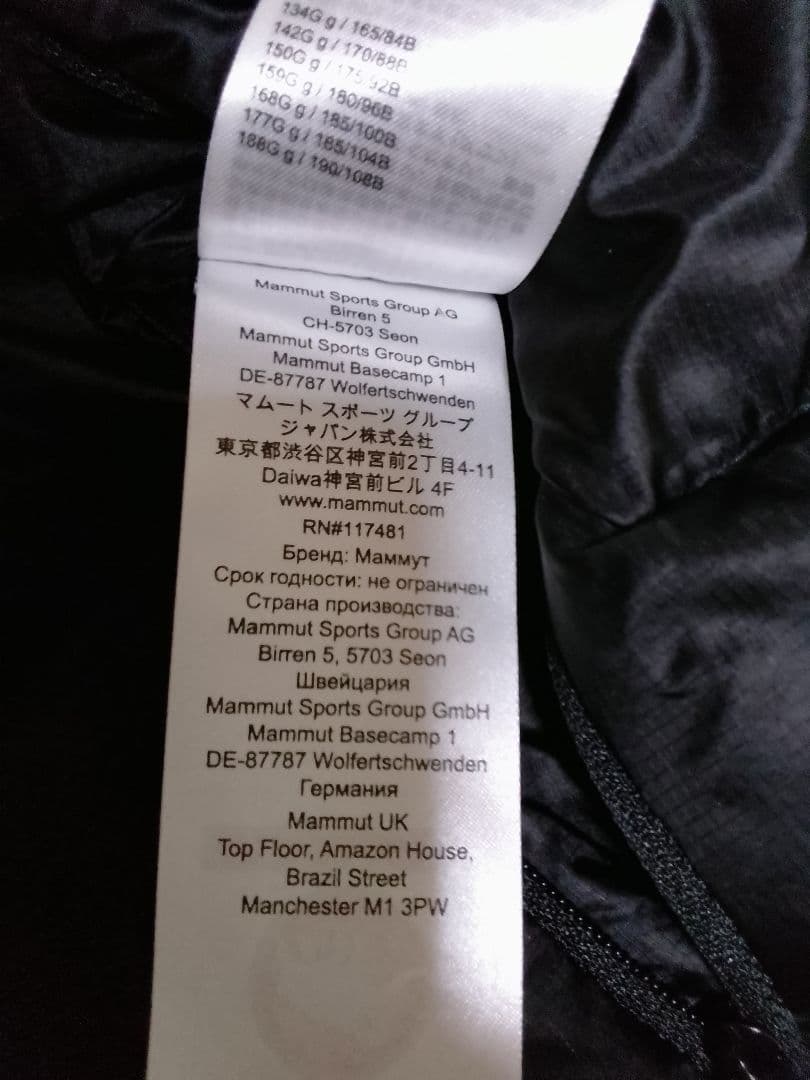 134G g / 165/84B
142G g / 170/88B
150G g / 175/92B
159G g / 180/96B
168G g / 185/100B
177G g / 185/104B
188G g / 190/108B
Mammut Sports Group AG
Birren 5
CH-5703 Seon
Mammut Sports Group GmbH
Mammut Basecamp 1
DE-87787 Wolfertschwenden
マムート スポーツ グループ
ジャパン株式会社
東京都渋谷区神宮前2丁目4-11
Daiwa神宮前ビル 4F
www.mammut.com
RN#117481
Бренд: Маммут
Срок годности: не ограничен
Страна производства:
Mammut Sports Group AG
Birren 5, 5703 Seon
Швейцария
Mammut Sports Group GmbH
Mammut Basecamp 1
DE-87787 Wolfertschwenden
Германия
Mammut UK
Top Floor, Amazon House,
Brazil Street
Manchester M1 3PW